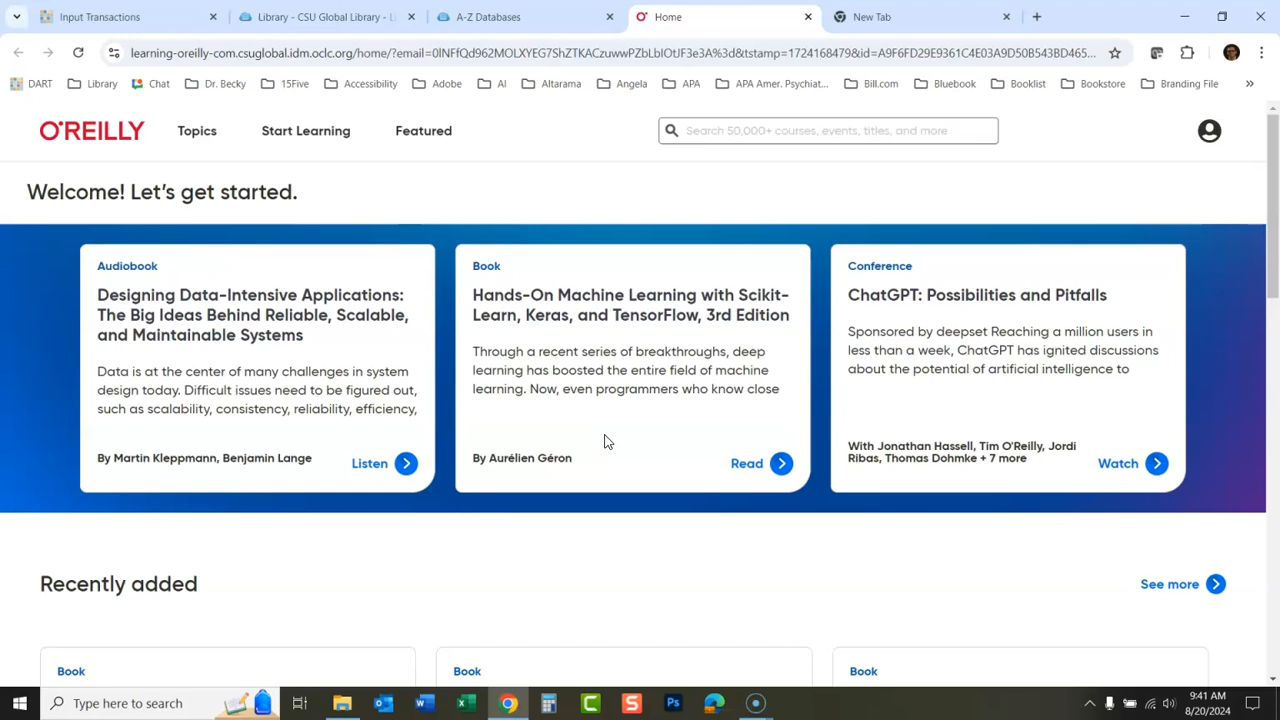 Input Transactions
Library - CSU Global Library - Li
A-Z Databases
Home
New Tab
learning-oreilly-com.csuglobal.idm.oclc.org/home/?email=0lNFfQd962MOLXYEG7ShZTKACzuwwPZbLbIOtJF3e3A%3d&tstamp=1724168479&id=A9F6FD29E9361C4E03A9D50B543BD465...
DART
Library
Chat
Dr. Becky
15Five
Accessibility
Adobe
AI
Altarama
Angela
APA
APA Amer. Psychiat...
Bill.com
Bluebook
Booklist
Bookstore
Branding File
O'REILLY
Topics
Start Learning
Featured
Search 50,000+ courses, events, titles, and more
Welcome! Let's get started.
Audiobook
Designing Data-Intensive Applications:
The Big Ideas Behind Reliable, Scalable,
and Maintainable Systems
Data is at the center of many challenges in system
design today. Difficult issues need to be figured out,
such as scalability, consistency, reliability, efficiency,
By Martin Kleppmann, Benjamin Lange
Listen
Book
Hands-On Machine Learning with Scikit-
Learn, Keras, and TensorFlow, 3rd Edition
Through a recent series of breakthroughs, deep
learning has boosted the entire field of machine
learning. Now, even programmers who know close
By Aurélien Géron
Read
Conference
ChatGPT: Possibilities and Pitfalls
Sponsored by deepset Reaching a million users in
less than a week, ChatGPT has ignited discussions
about the potential of artificial intelligence to
With Jonathan Hassell, Tim O'Reilly, Jordi
Ribas, Thomas Dohmke + 7 more
Watch
Recently added
See more
Book
Book
Book
Type here to search
9:41 AM
8/20/2024